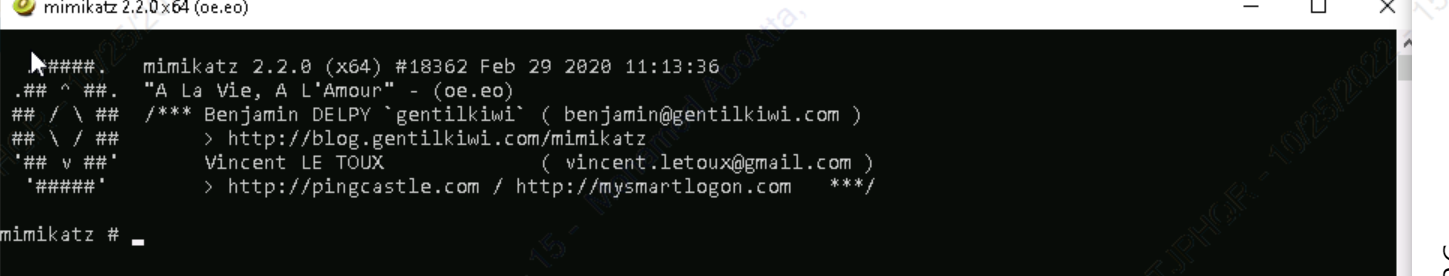 mimikatz 2.2.0 x64 (oe.eo)
.#####.   mimikatz 2.2.0 (x64) #18362 Feb 29 2020 11:13:36
.## ^ ##.  "A La Vie, A L'Amour" - (oe.eo)
## / \ ##  /*** Benjamin DELPY `gentilkiwi` ( benjamin@gentilkiwi.com )
## \ / ##       > http://blog.gentilkiwi.com/mimikatz
'## v ##'       Vincent LE TOUX             ( vincent.letoux@gmail.com )
'#####'        > http://pingcastle.com / http://mysmartlogon.com   ***/
mimikatz # _